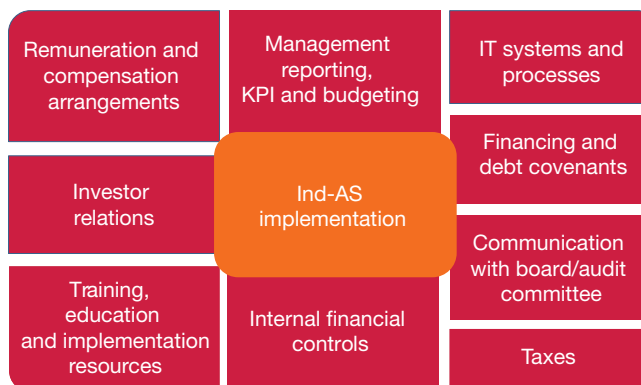 Remuneration and
compensation
arrangements
Management
reporting,
KPI and budgeting
IT systems and
processes
Investor
relations
Ind-AS
implementation
Financing and
debt covenants
Training,
education
and implementation
resources
Internal financial
controls
Communication
with board/audit
committee
Taxes